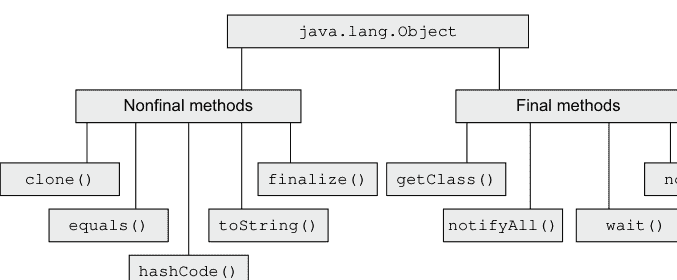 java.lang.Object
Nonfinal methods
Final methods
clone()
finalize()
getClass()
equals()
toString()
notifyAll()
wait()
hashCode()